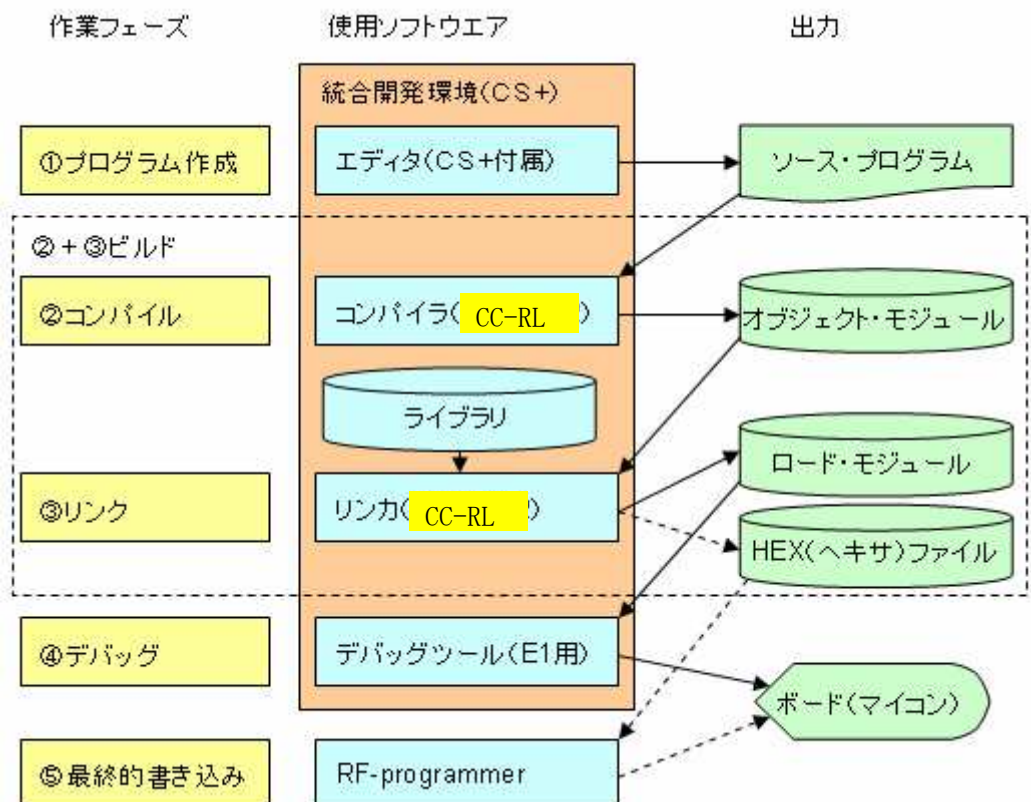 作業フェーズ
使用ソフトウエア
出力
統合開発環境(CS+)
①プログラム作成
エディタ(CS+付属)
ソース・プログラム
②+③ビルド
②コンパイル
コンパイラ( CC-RL )
オブジェクト・モジュール
ライブラリ
ロード・モジュール
③リンク
リンカ( CC-RL )
HEX(ヘキサ)ファイル
④デバッグ
デバッグツール(E1用)
ボード(マイコン)
⑤最終的書き込み
RF-programmer